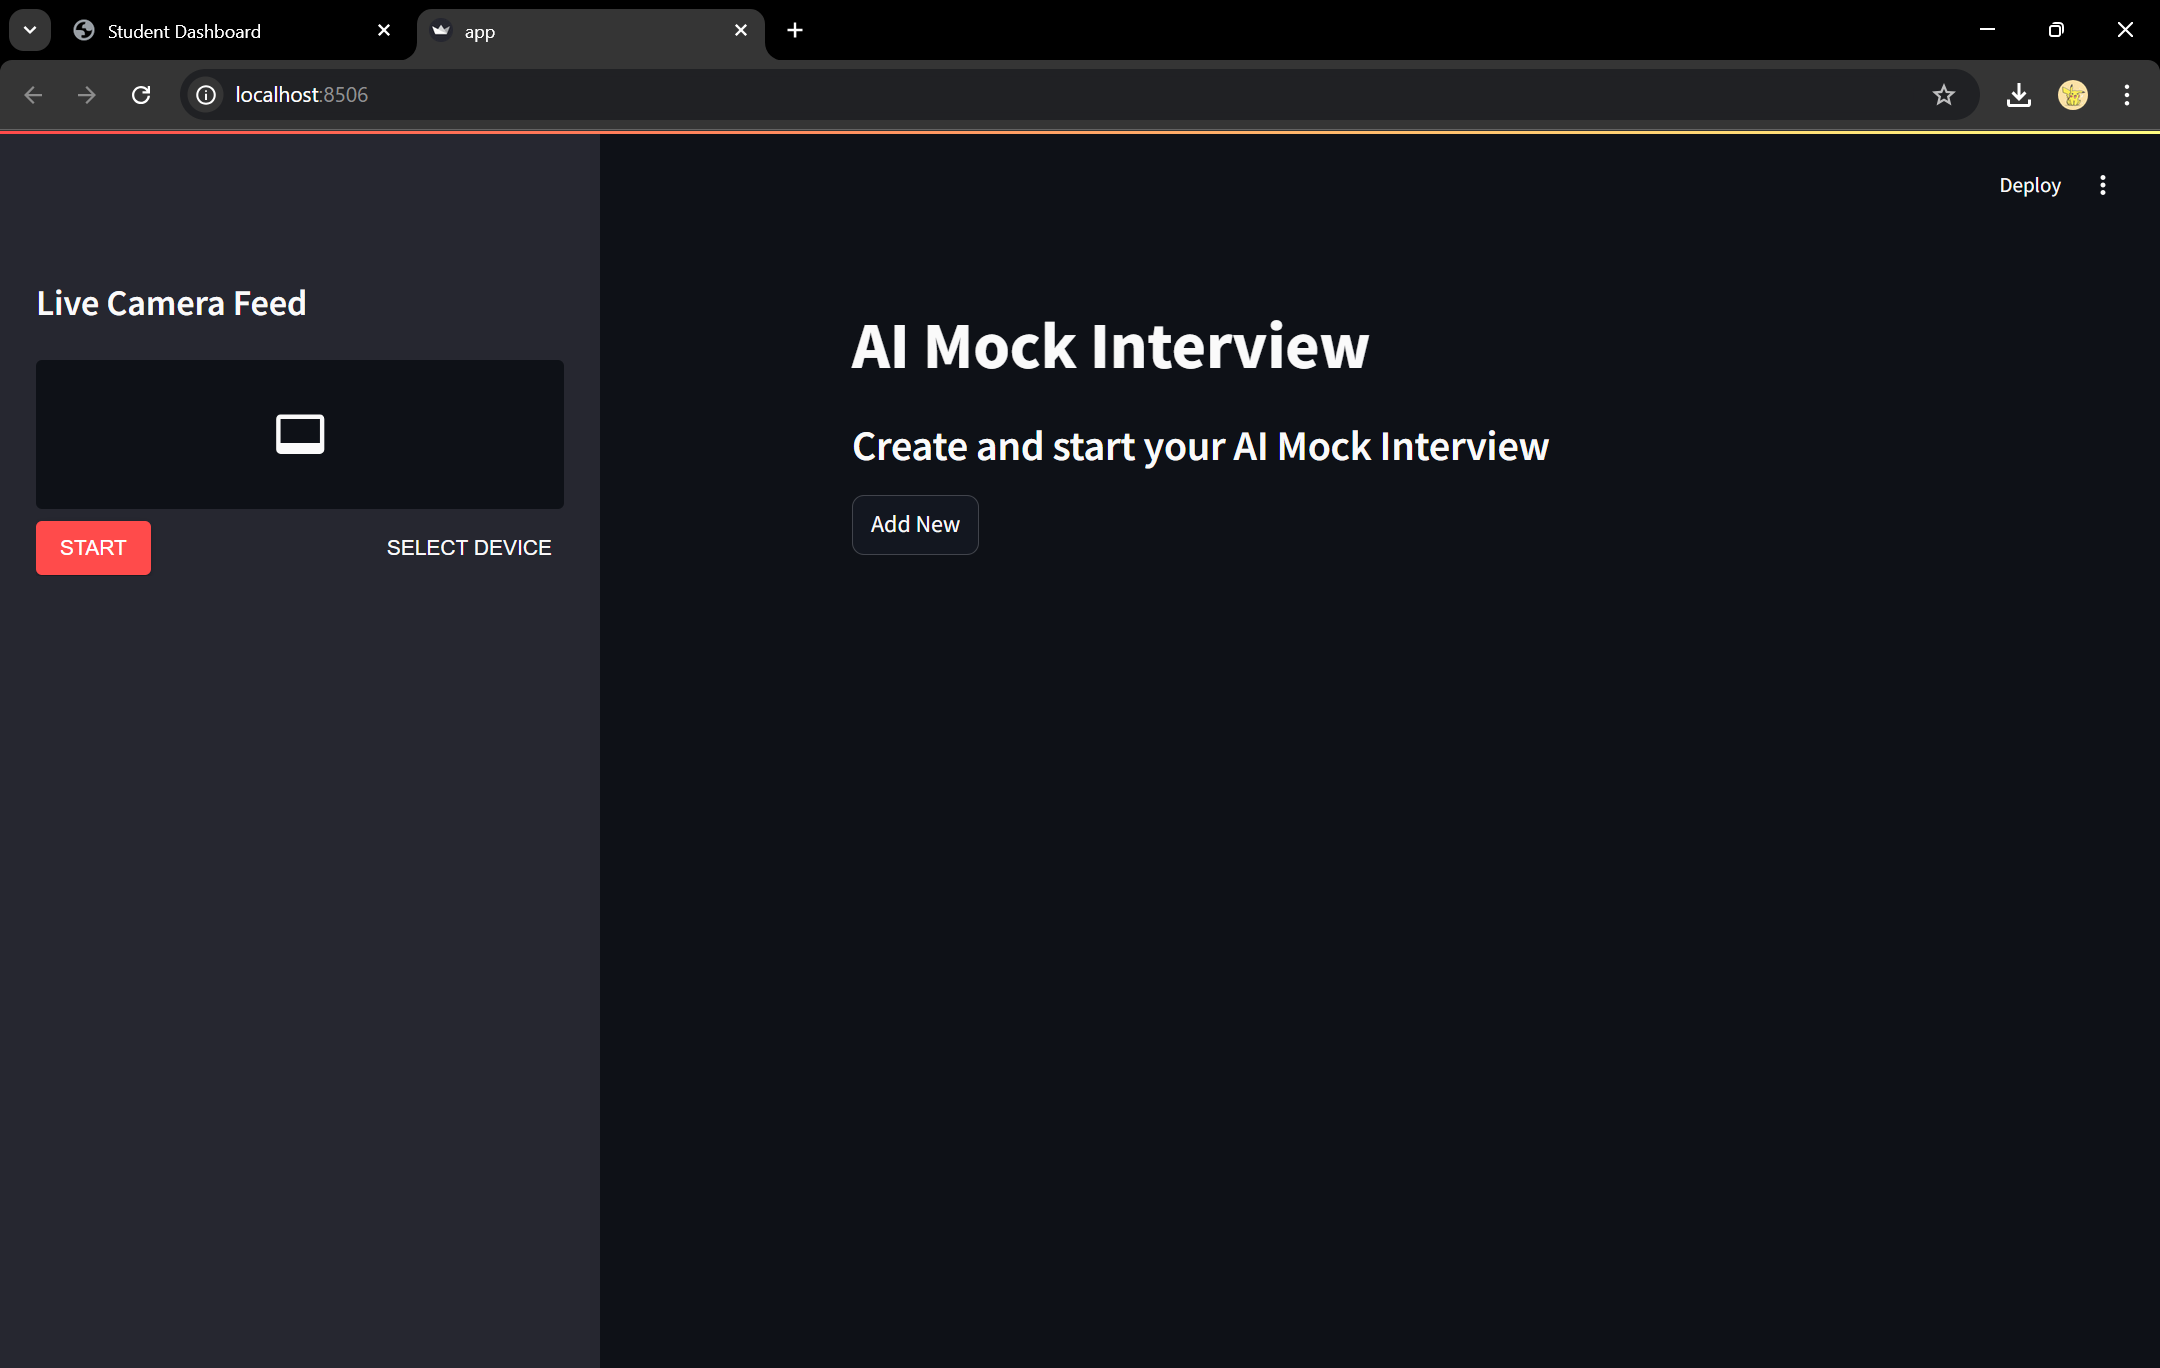 Student Dashboard
app
localhost:8506
Deploy
Live Camera Feed
START
SELECT DEVICE
AI Mock Interview
Create and start your AI Mock Interview
Add New